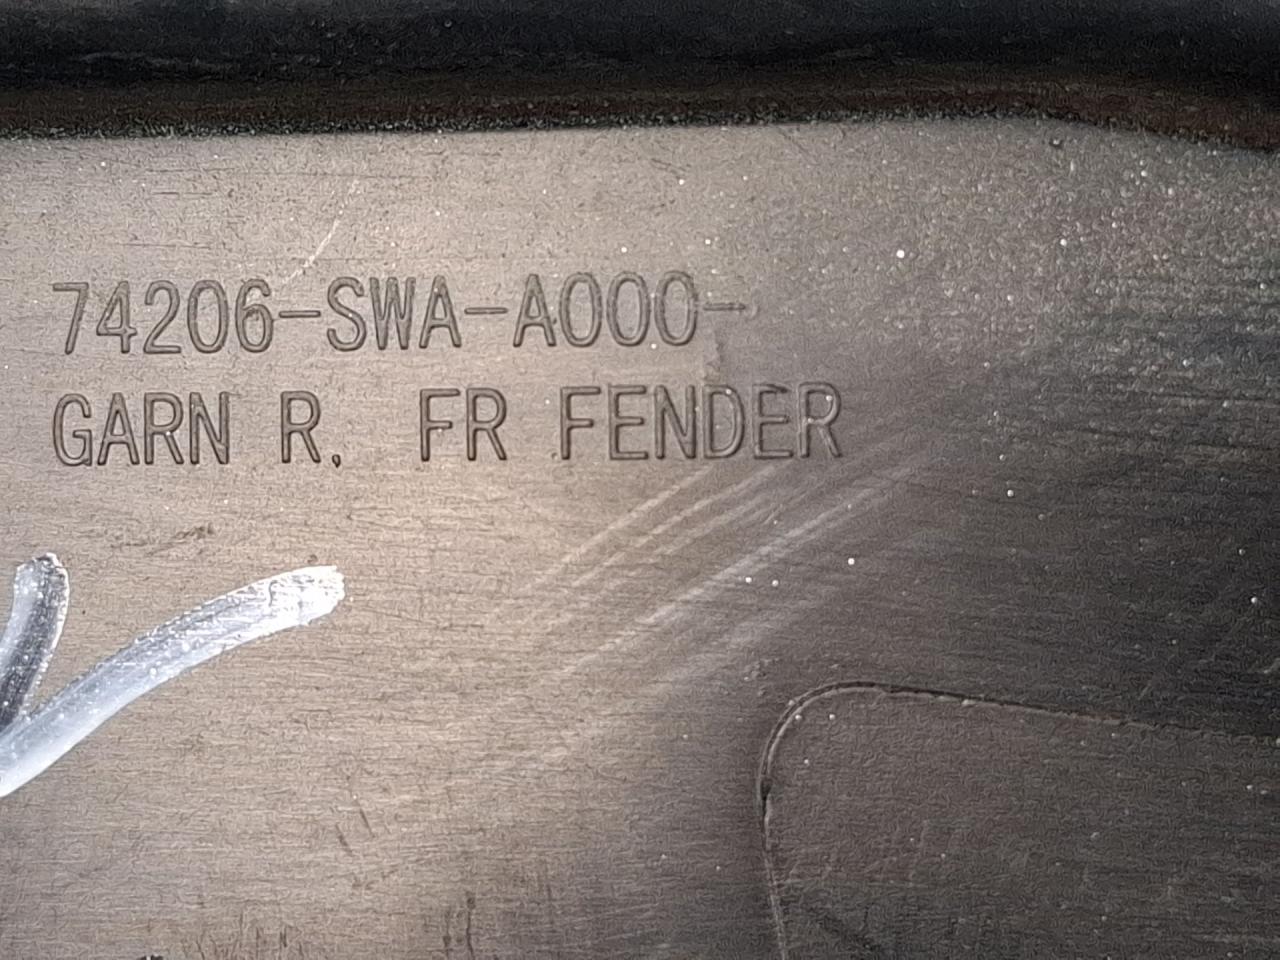 74206-SWA-A000-
GARN R, FR FENDER